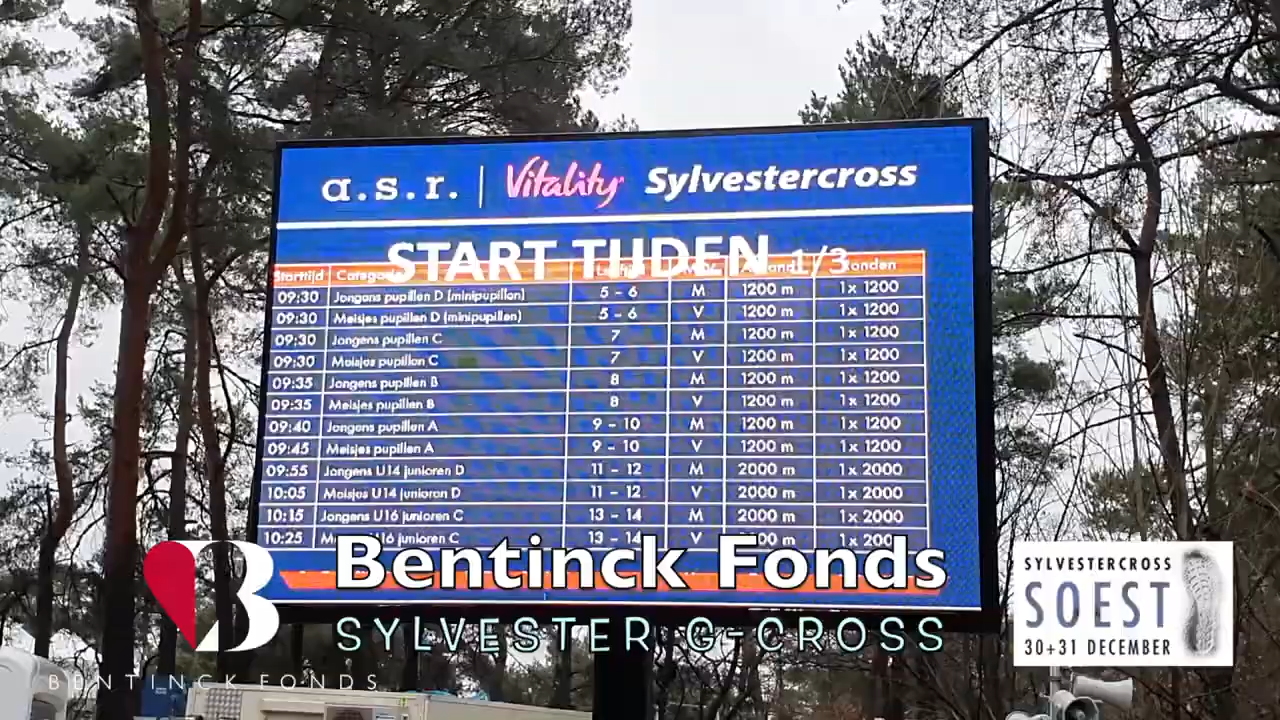 a.s.r. | Vitality Sylvestercross
START TIJDEN 1/3
Starttijd
09:30 Jongens pupillen D (minipupillen) 5 - 6 M 1200 m 1x 1200
09:30 Meisjes pupillen D (minipupillen) 5 - 6 V 1200 m 1x 1200
09:30 Jongens pupillen C 7 M 1200 m 1x 1200
09:30 Meisjes pupillen C 7 V 1200 m 1x 1200
09:35 Jongens pupillen B 8 M 1200 m 1x 1200
09:35 Meisjes pupillen B 8 V 1200 m 1x 1200
09:40 Jongens pupillen A 9 - 10 M 1200 m 1x 1200
09:45 Meisjes pupillen A 9 - 10 V 1200 m 1x 1200
09:55 Jongens U14 junioren D 11 - 12 M 2000 m 1x 2000
10:05 Meisjes U14 junioren D 11 - 12 V 2000 m 1x 2000
10:15 Jongens U16 junioren C 13 - 14 M 2000 m 1x 2000
10:25 junioren C 13 - 14 V
Bentinck Fonds
SYLVESTER G-CROSS
B
BENTINCK FONDS
SYLVESTERCROSS
SOEST
30+31 DECEMBER